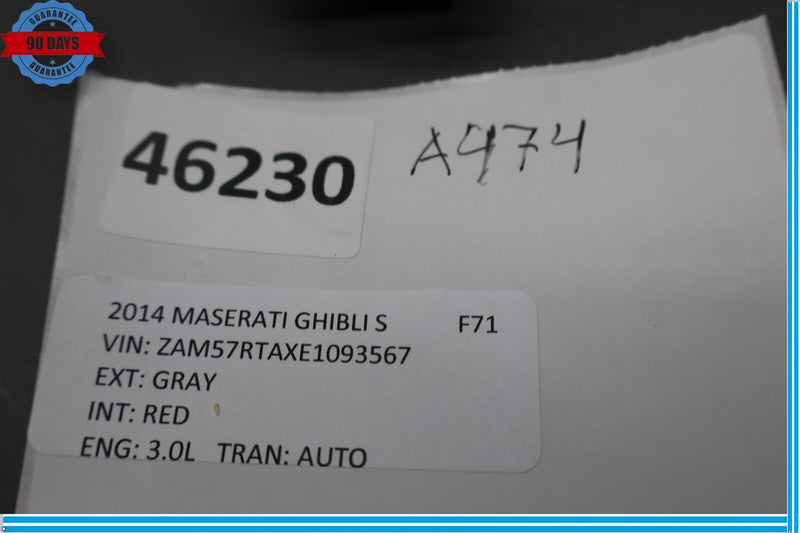 GUARANTEE
90 DAYS
GUARANTEE
46230
A474
2014 MASERATI GHIBLI S F71
VIN: ZAM57RTAXE1093567
EXT: GRAY
INT: RED
ENG: 3.0L TRAN: AUTO